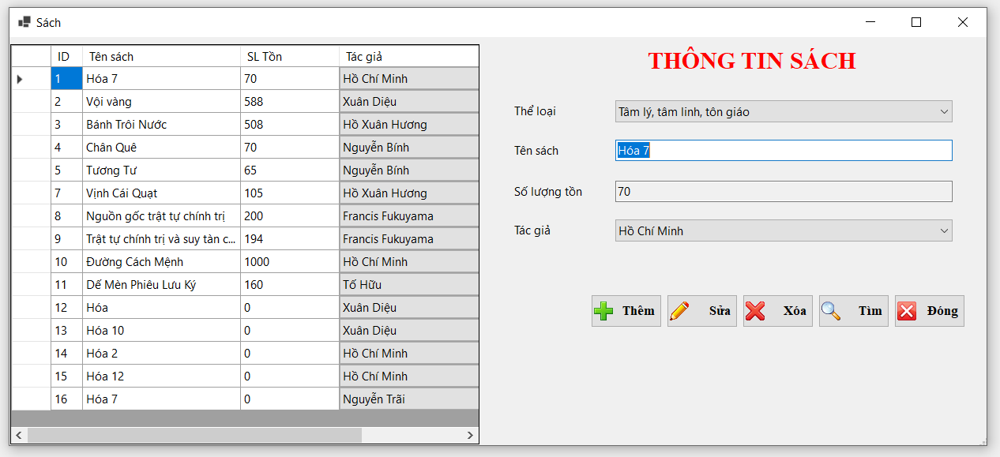 Sách
ID Tên sách SL Tồn Tác giả
1 Hóa 7 70 Hồ Chí Minh
2 Vội vàng 588 Xuân Diệu
3 Bánh Trôi Nước 508 Hồ Xuân Hương
4 Chân Quê 70 Nguyễn Bính
5 Tương Tư 65 Nguyễn Bính
7 Vịnh Cái Quạt 105 Hồ Xuân Hương
8 Nguồn gốc trật tự chính trị 200 Francis Fukuyama
9 Trật tự chính trị và suy tàn c... 194 Francis Fukuyama
10 Đường Cách Mệnh 1000 Hồ Chí Minh
11 Dế Mèn Phiêu Lưu Ký 160 Tố Hữu
12 Hóa 0 Xuân Diệu
13 Hóa 10 0 Xuân Diệu
14 Hóa 2 0 Hồ Chí Minh
15 Hóa 12 0 Hồ Chí Minh
16 Hóa 7 0 Nguyễn Trãi
THÔNG TIN SÁCH
Thể loại Tâm lý, tâm linh, tôn giáo
Tên sách Hóa 7
Số lượng tồn 70
Tác giả Hồ Chí Minh
Thêm Sửa Xóa Tìm Đóng